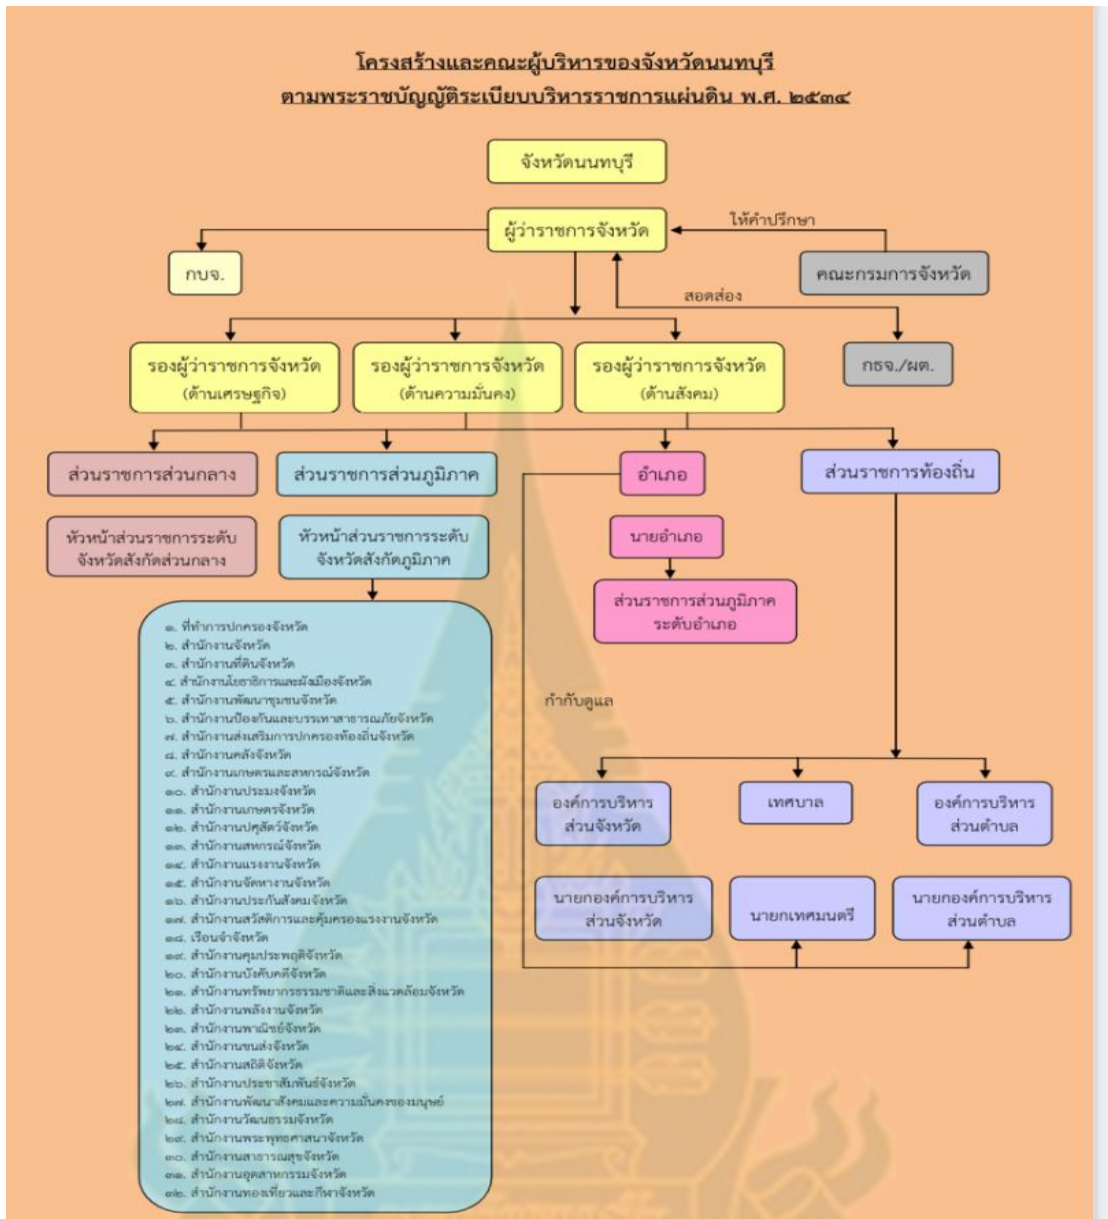 โครงสร้างและคณะผู้บริหารของจังหวัดนนทบุรี
ตามพระราชบัญญัติระเบียบบริหารราชการแผ่นดิน พ.ศ. ๒๕๓๔
จังหวัดนนทบุรี
ผู้ว่าราชการจังหวัด
ให้คำปรึกษา
กบจ.
คณะกรมการจังหวัด
สอดส่อง
รองผู้ว่าราชการจังหวัด
(ด้านเศรษฐกิจ)
รองผู้ว่าราชการจังหวัด
(ด้านความมั่นคง)
รองผู้ว่าราชการจังหวัด
(ด้านสังคม)
กธจ./ผต.
ส่วนราชการส่วนกลาง
ส่วนราชการส่วนภูมิภาค
อำเภอ
ส่วนราชการท้องถิ่น
หัวหน้าส่วนราชการระดับ
จังหวัดสังกัดส่วนกลาง
หัวหน้าส่วนราชการระดับ
จังหวัดสังกัดภูมิภาค
นายอำเภอ
ส่วนราชการส่วนภูมิภาค
ระดับอำเภอ
๑. ที่ทำการปกครองจังหวัด
๒. สำนักงานจังหวัด
๓. สำนักงานที่ดินจังหวัด
๔. สำนักงานโยธาธิการและผังเมืองจังหวัด
๕. สำนักงานพัฒนาชุมชนจังหวัด
๖. สำนักงานป้องกันและบรรเทาสาธารณภัยจังหวัด
๗. สำนักงานส่งเสริมการปกครองท้องถิ่นจังหวัด
๘. สำนักงานคลังจังหวัด
๙. สำนักงานเกษตรและสหกรณ์จังหวัด
๑๐. สำนักงานประมงจังหวัด
๑๑. สำนักงานเกษตรจังหวัด
๑๒. สำนักงานปศุสัตว์จังหวัด
๑๓. สำนักงานสหกรณ์จังหวัด
๑๔. สำนักงานแรงงานจังหวัด
๑๕. สำนักงานจัดหางานจังหวัด
๑๖. สำนักงานประกันสังคมจังหวัด
๑๗. สำนักงานสวัสดิการและคุ้มครองแรงงานจังหวัด
๑๘. เรือนจำจังหวัด
๑๙. สำนักงานคุมประพฤติจังหวัด
๒๐. สำนักงานบังคับคดีจังหวัด
๒๑. สำนักงานทรัพยากรธรรมชาติและสิ่งแวดล้อมจังหวัด
๒๒. สำนักงานพลังงานจังหวัด
๒๓. สำนักงานพาณิชย์จังหวัด
๒๔. สำนักงานขนส่งจังหวัด
๒๕. สำนักงานสถิติจังหวัด
๒๖. สำนักงานประชาสัมพันธ์จังหวัด
๒๗. สำนักงานพัฒนาสังคมและความมั่นคงของมนุษย์
๒๘. สำนักงานวัฒนธรรมจังหวัด
๒๙. สำนักงานพระพุทธศาสนาจังหวัด
๓๐. สำนักงานสาธารณสุขจังหวัด
๓๑. สำนักงานอุตสาหกรรมจังหวัด
๓๒. สำนักงานท่องเที่ยวและกีฬาจังหวัด
กำกับดูแล
องค์การบริหาร
ส่วนจังหวัด
เทศบาล
องค์การบริหาร
ส่วนตำบล
นายกองค์การบริหาร
ส่วนจังหวัด
นายกเทศมนตรี
นายกองค์การบริหาร
ส่วนตำบล